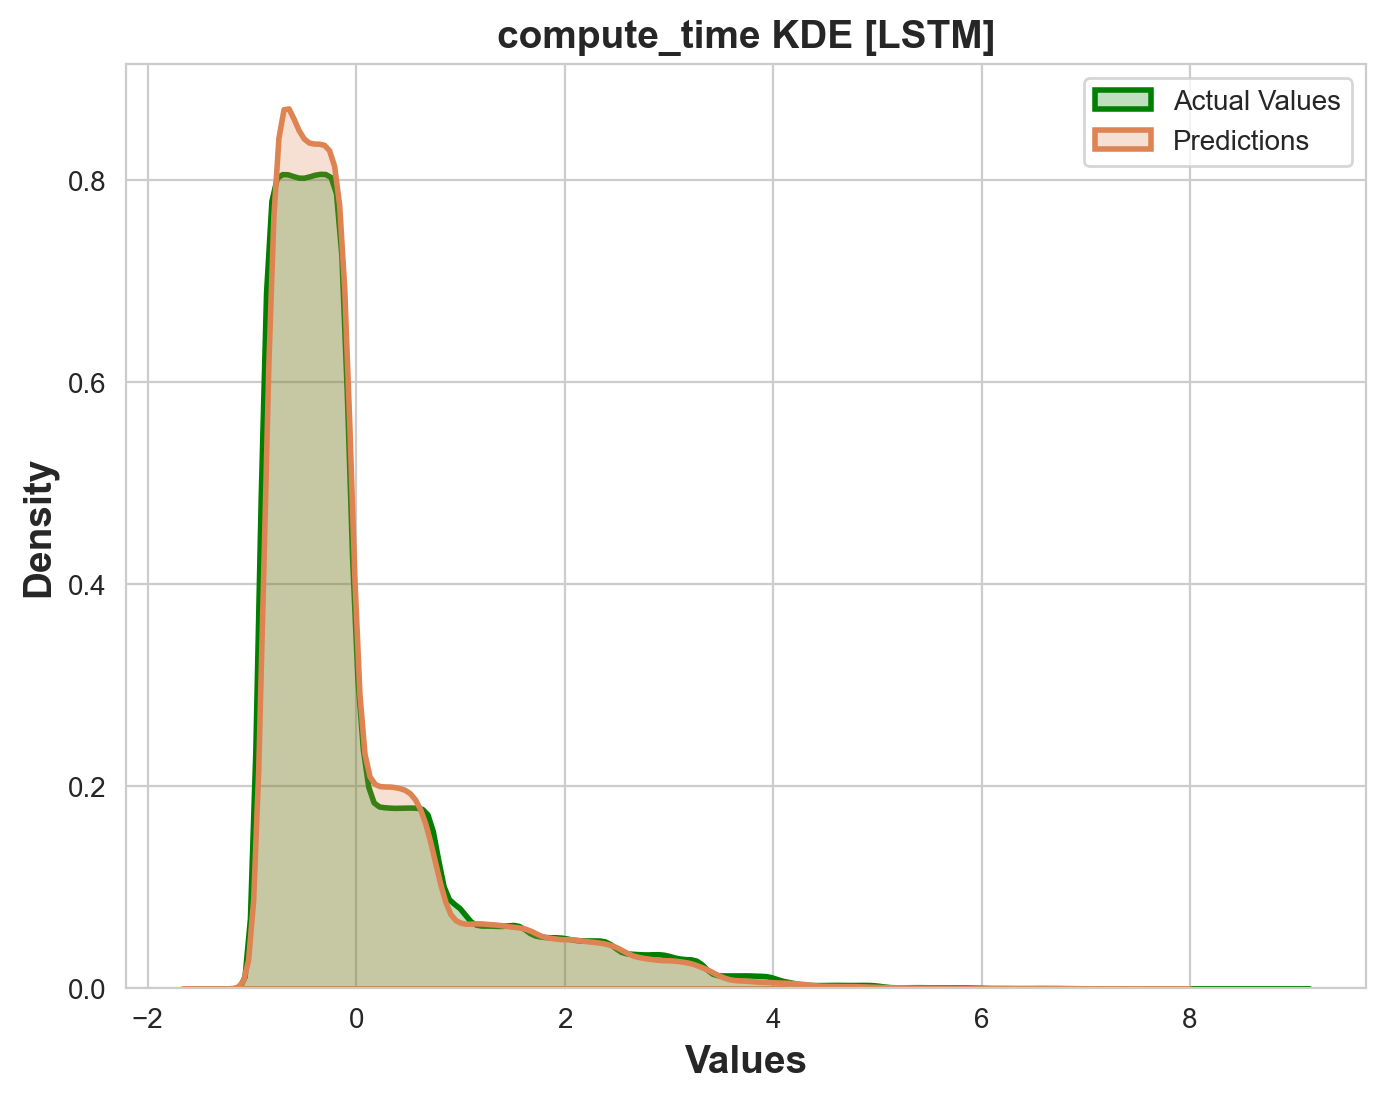 compute_time KDE [LSTM]
Actual Values
Predictions
0.8
0.6
0.4
0.2
0.0
Density
−2
0
2
4
6
8
Values